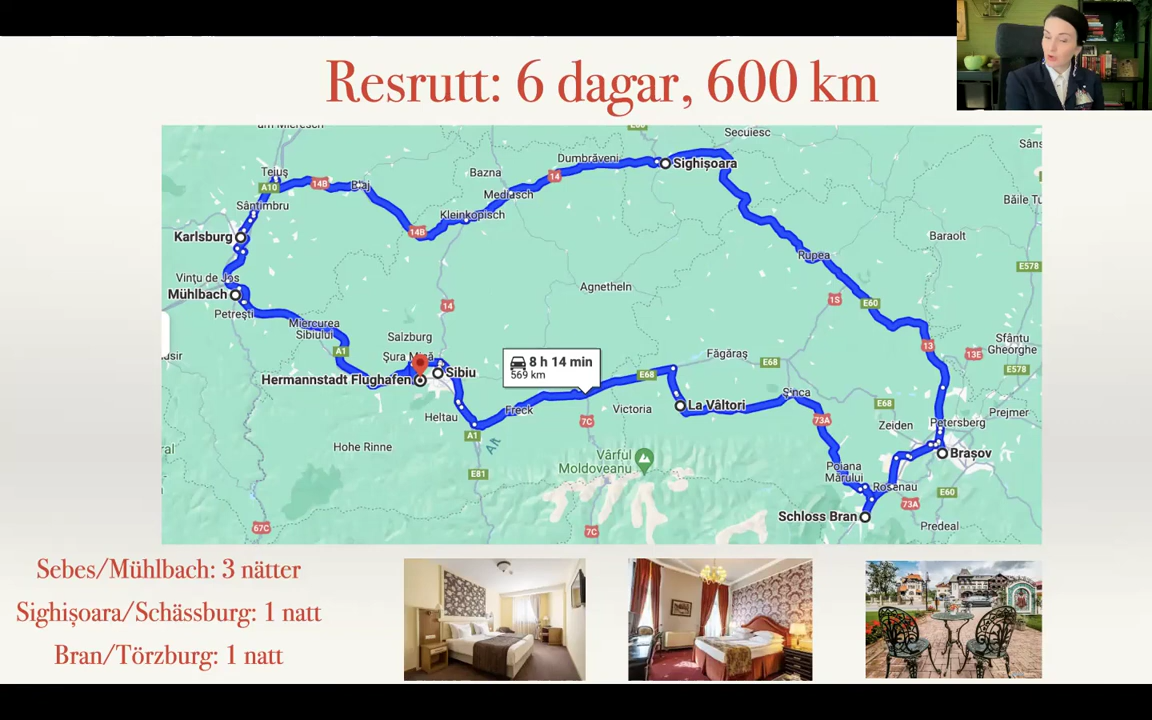 Resrutt: 6 dagar, 600 km
Secuiesc
Dumbrăveni
Sighișoara
Teiuș
Bazna
14
A10
14B
Blaj
Mediasch
Sântimbru
Kleinkopisch
Băile Tu
Karlsburg
14B
Baraolt
Rupea
E578
Vințu de Jos
Agnetheln
Mühlbach
14
1S
E60
Petrești
Miercurea
Sibiului
Salzburg
13
Sfântu
Gheorghe
13E
A1
Șura Mică
8 h 14 min
569 km
Făgăraș
E68
E578
Hermannstadt Flughafen
Sibiu
E68
Șinca
Freck
Victoria
La Vâltori
E68
Heltau
7C
73A
Zeiden
Petersberg
Prejmer
A1
Alt
Hohe Rinne
Vârful
Moldoveanu
Brașov
E81
Poiana
Mărului
Rosenau
E60
73A
Schloss Bran
67C
7C
Predeal
Sebes/Mühlbach: 3 nätter
Sighișoara/Schässburg: 1 natt
Bran/Törzburg: 1 natt